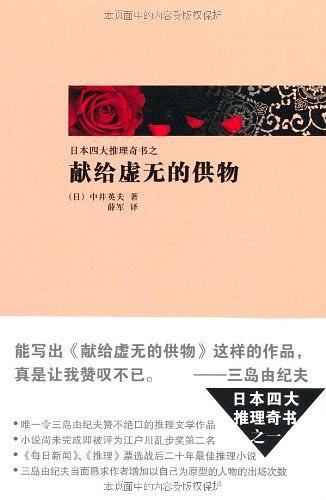 本页面中的内容受版权保护
日本四大推理奇书之
献给虚无的供物
(日) 中井英夫 著
薛军 译
能写出《献给虚无的供物》这样的作品，
真是让我赞叹不已。 ——三岛由纪夫
日本四大
推理奇书
之一
●唯一令三岛由纪夫赞不绝口的推理文学作品
●小说尚未完成即被评为江户川乱步奖第二名
●《每日新闻》、《推理》票选战后二十年最佳推理小说
●三岛由纪夫当面恳求作者增加以自己为原型的人物的出场次数
本页面中的内容受版权保护